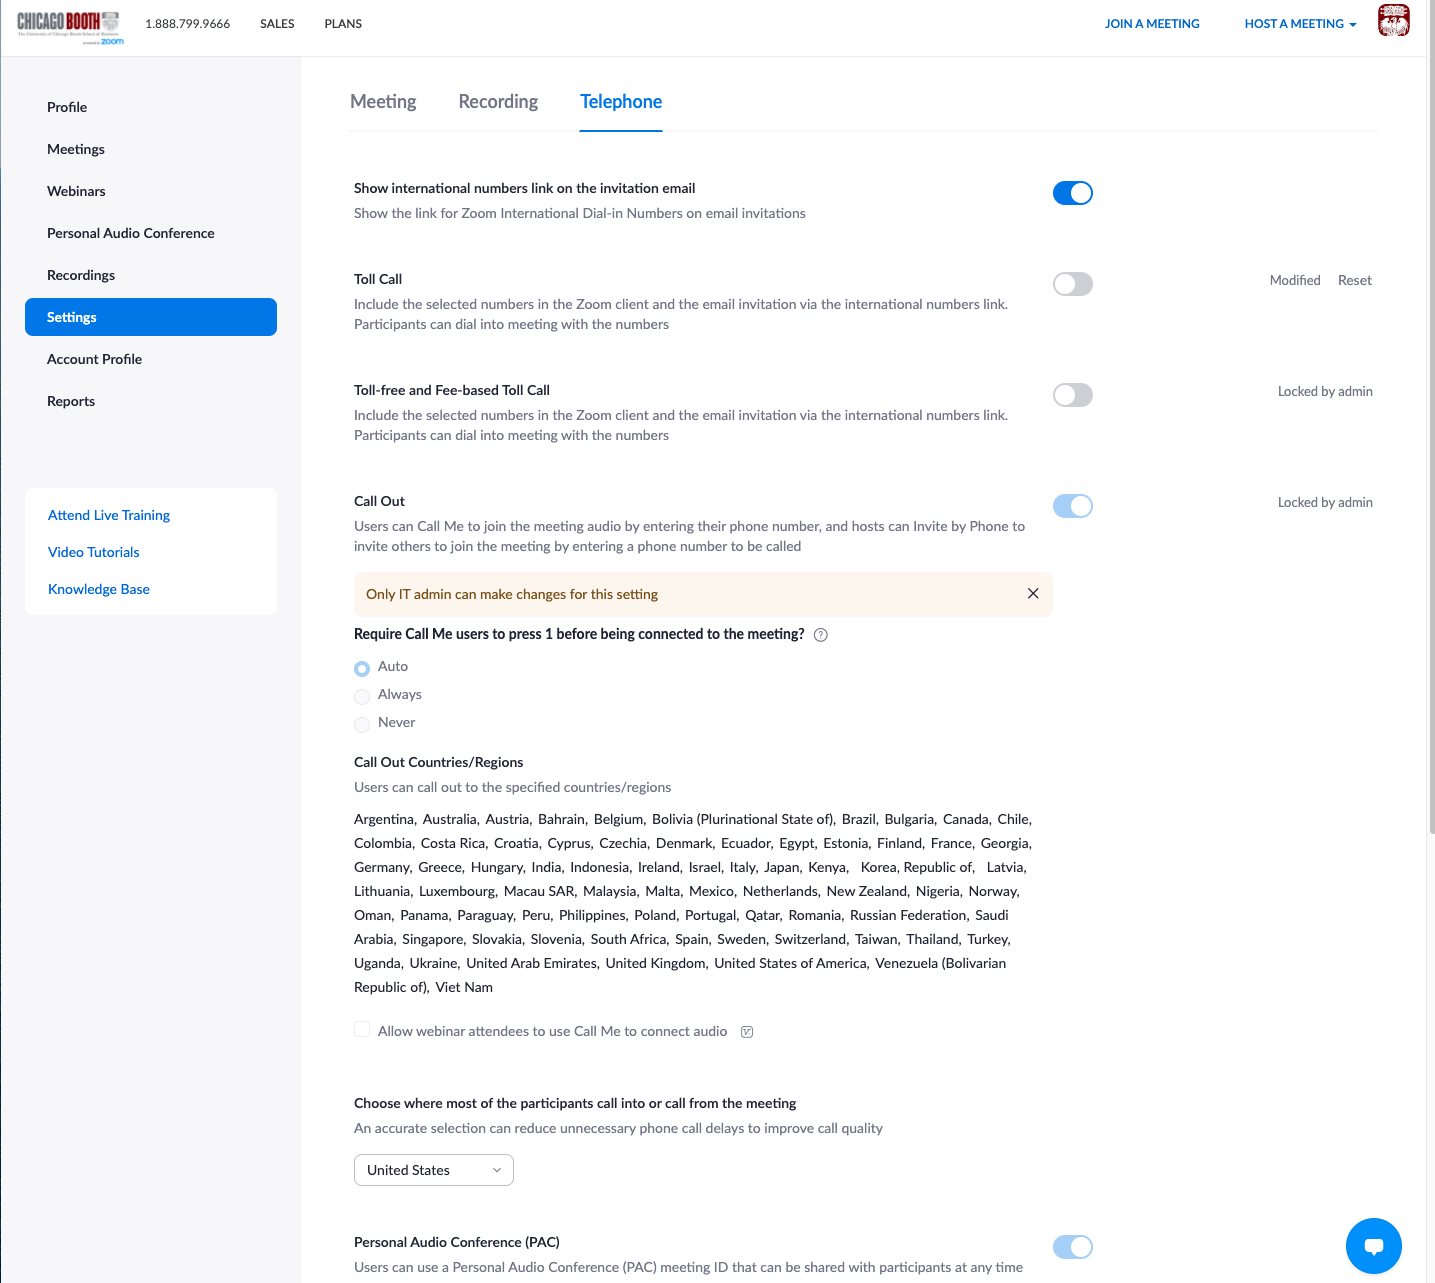 CHICAGO BOOTH
The University of Chicago Booth School of Business
zoom
1.888.799.9666
SALES
PLANS
JOIN A MEETING
HOST A MEETING
Profile
Meetings
Webinars
Personal Audio Conference
Recordings
Settings
Account Profile
Reports
Attend Live Training
Video Tutorials
Knowledge Base
Meeting
Recording
Telephone
Show international numbers link on the invitation email
Show the link for Zoom International Dial-in Numbers on email invitations
Toll Call
Modified Reset
Include the selected numbers in the Zoom client and the email invitation via the international numbers link.
Participants can dial into meeting with the numbers
Toll-free and Fee-based Toll Call
Locked by admin
Include the selected numbers in the Zoom client and the email invitation via the international numbers link.
Participants can dial into meeting with the numbers
Call Out
Locked by admin
Users can Call Me to join the meeting audio by entering their phone number, and hosts can Invite by Phone to
invite others to join the meeting by entering a phone number to be called
Only IT admin can make changes for this setting
Require Call Me users to press 1 before being connected to the meeting? ?
Auto
Always
Never
Call Out Countries/Regions
Users can call out to the specified countries/regions
Argentina, Australia, Austria, Bahrain, Belgium, Bolivia (Plurinational State of), Brazil, Bulgaria, Canada, Chile,
Colombia, Costa Rica, Croatia, Cyprus, Czechia, Denmark, Ecuador, Egypt, Estonia, Finland, France, Georgia,
Germany, Greece, Hungary, India, Indonesia, Ireland, Israel, Italy, Japan, Kenya, Korea, Republic of, Latvia,
Lithuania, Luxembourg, Macau SAR, Malaysia, Malta, Mexico, Netherlands, New Zealand, Nigeria, Norway,
Oman, Panama, Paraguay, Peru, Philippines, Poland, Portugal, Qatar, Romania, Russian Federation, Saudi
Arabia, Singapore, Slovakia, Slovenia, South Africa, Spain, Sweden, Switzerland, Taiwan, Thailand, Turkey,
Uganda, Ukraine, United Arab Emirates, United Kingdom, United States of America, Venezuela (Bolivarian
Republic of), Viet Nam
Allow webinar attendees to use Call Me to connect audio
Choose where most of the participants call into or call from the meeting
An accurate selection can reduce unnecessary phone call delays to improve call quality
United States
Personal Audio Conference (PAC)
Users can use a Personal Audio Conference (PAC) meeting ID that can be shared with participants at any time